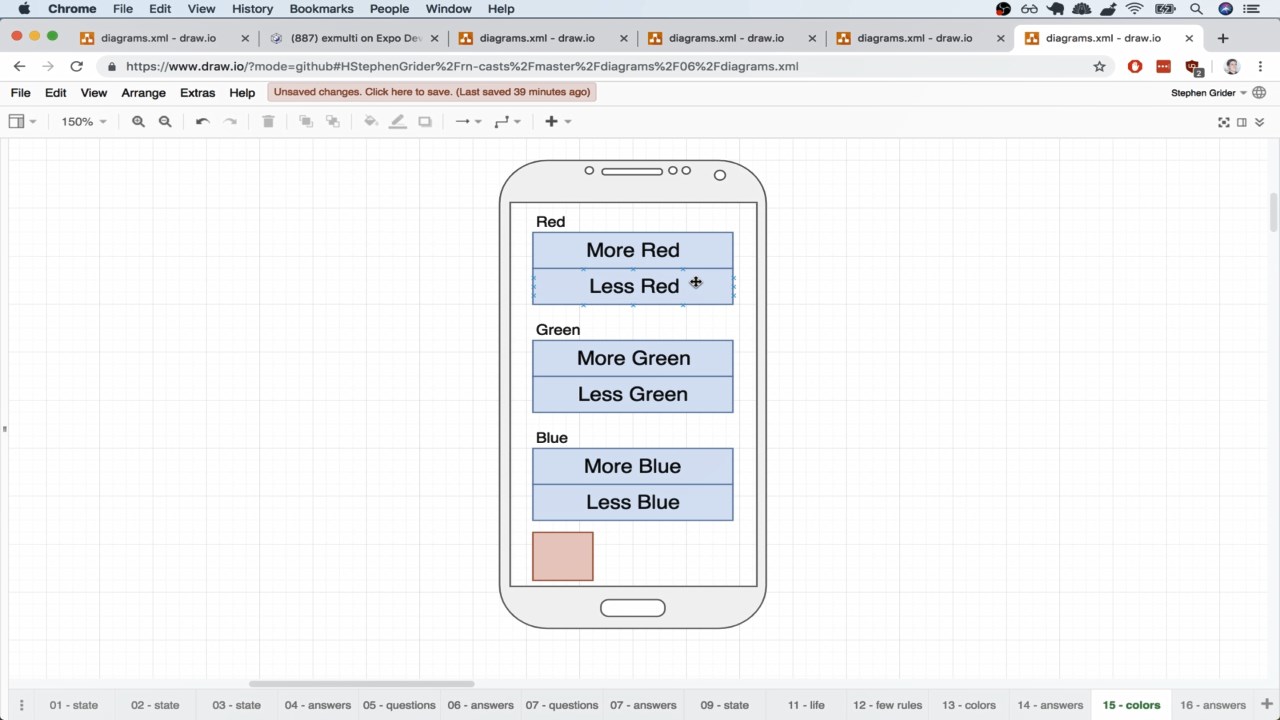 Chrome File Edit View History Bookmarks People Window Help
diagrams.xml - draw.io (887) exmulti on Expo Dev diagrams.xml - draw.io diagrams.xml - draw.io diagrams.xml - draw.io diagrams.xml - draw.io
https://www.draw.io/?mode=github#HStephenGrider%2Frn-casts%2Fmaster%2Fdiagrams%2F06%2Fdiagrams.xml
2
File Edit View Arrange Extras Help Unsaved changes. Click here to save. (Last saved 39 minutes ago) Stephen Grider
150%
Red
More Red
Less Red
Green
More Green
Less Green
Blue
More Blue
Less Blue
01 - state 02 - state 03 - state 04 - answers 05 - questions 06 - answers 07 - questions 07 - answers 09 - state 11 - life 12 - few rules 13 - colors 14 - answers 15 - colors 16 - answers